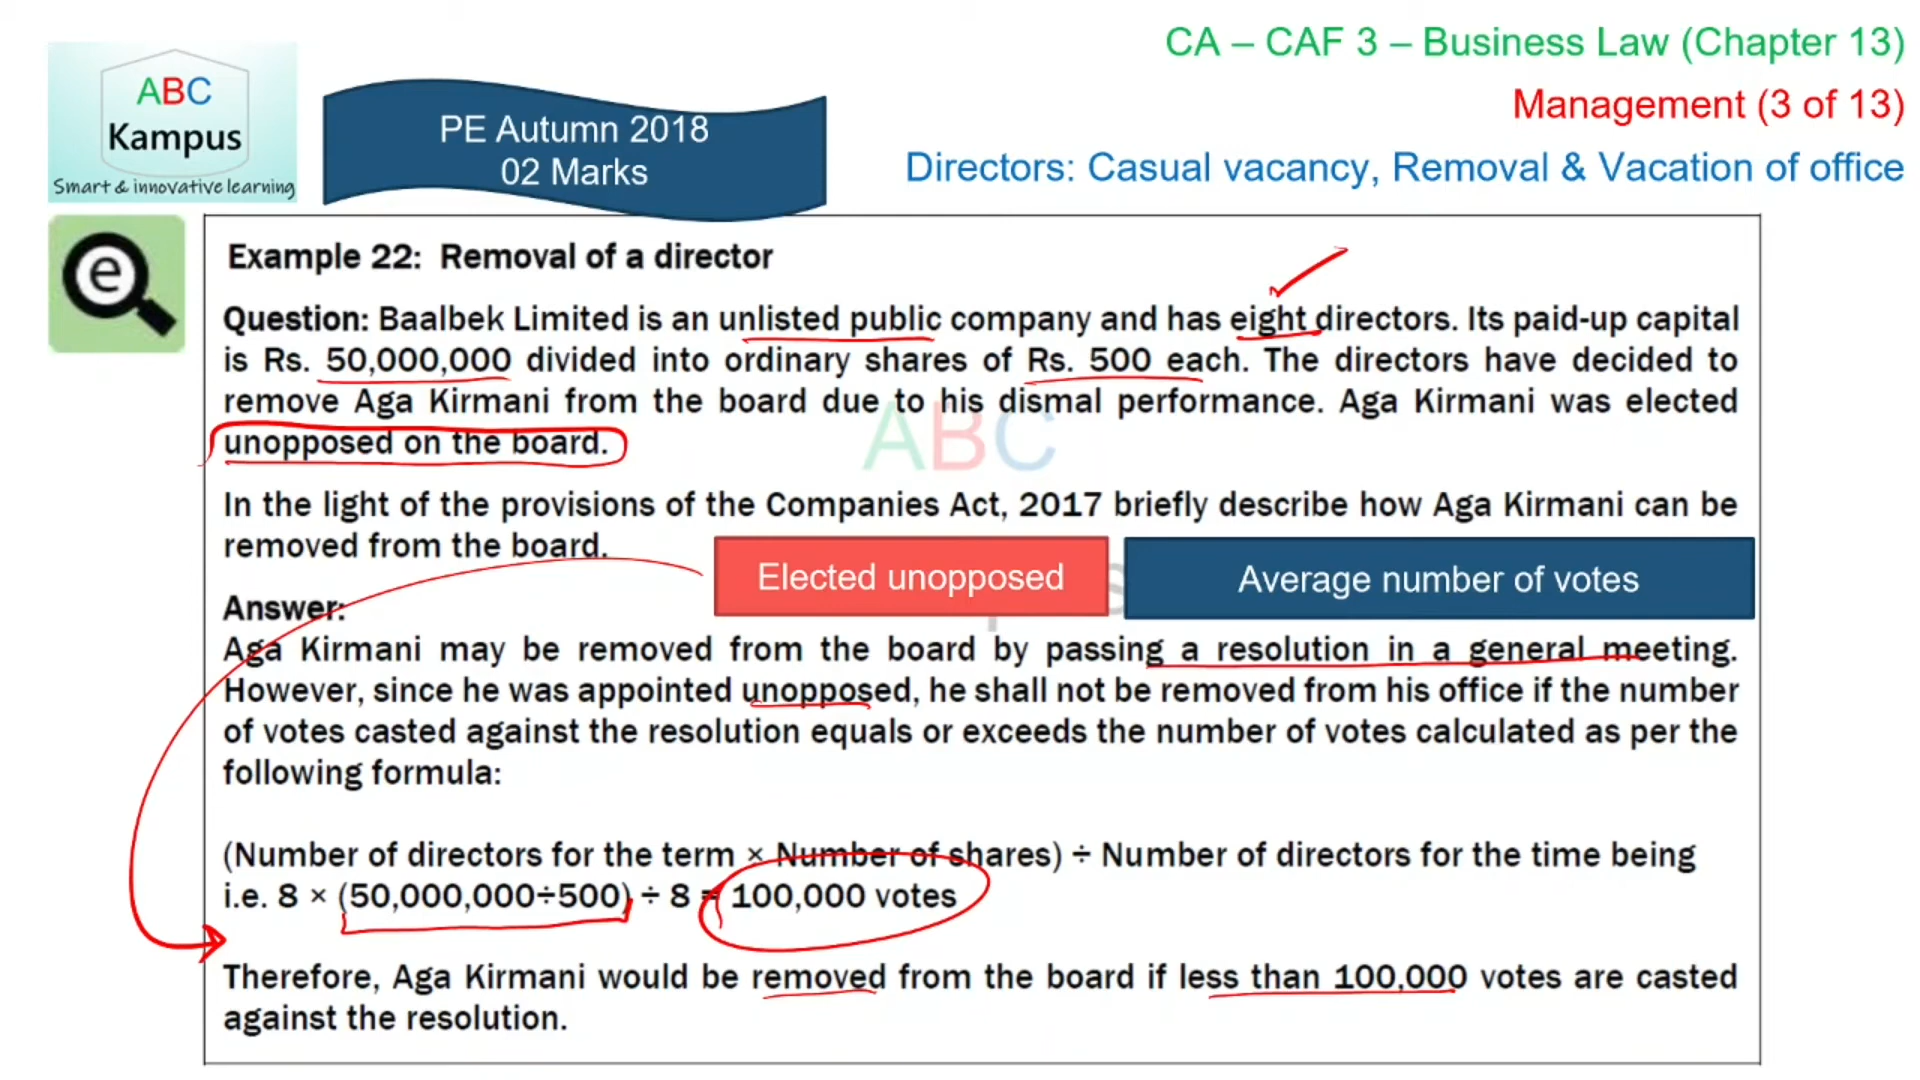 CA – CAF 3 – Business Law (Chapter 13)
Management (3 of 13)
Directors: Casual vacancy, Removal & Vacation of office
ABC
Kampus
Smart & innovative learning
PE Autumn 2018
02 Marks
e
Example 22: Removal of a director
Question: Baalbek Limited is an unlisted public company and has eight directors. Its paid-up capital
is Rs. 50,000,000 divided into ordinary shares of Rs. 500 each. The directors have decided to
remove Aga Kirmani from the board due to his dismal performance. Aga Kirmani was elected
unopposed on the board.
ABC
In the light of the provisions of the Companies Act, 2017 briefly describe how Aga Kirmani can be
removed from the board.
Elected unopposed
Average number of votes
Answer:
Aga Kirmani may be removed from the board by passing a resolution in a general meeting.
However, since he was appointed unopposed, he shall not be removed from his office if the number
of votes casted against the resolution equals or exceeds the number of votes calculated as per the
following formula:
(Number of directors for the term × Number of shares) ÷ Number of directors for the time being
i.e. 8 × (50,000,000÷500) ÷ 8 = 100,000 votes
Therefore, Aga Kirmani would be removed from the board if less than 100,000 votes are casted
against the resolution.